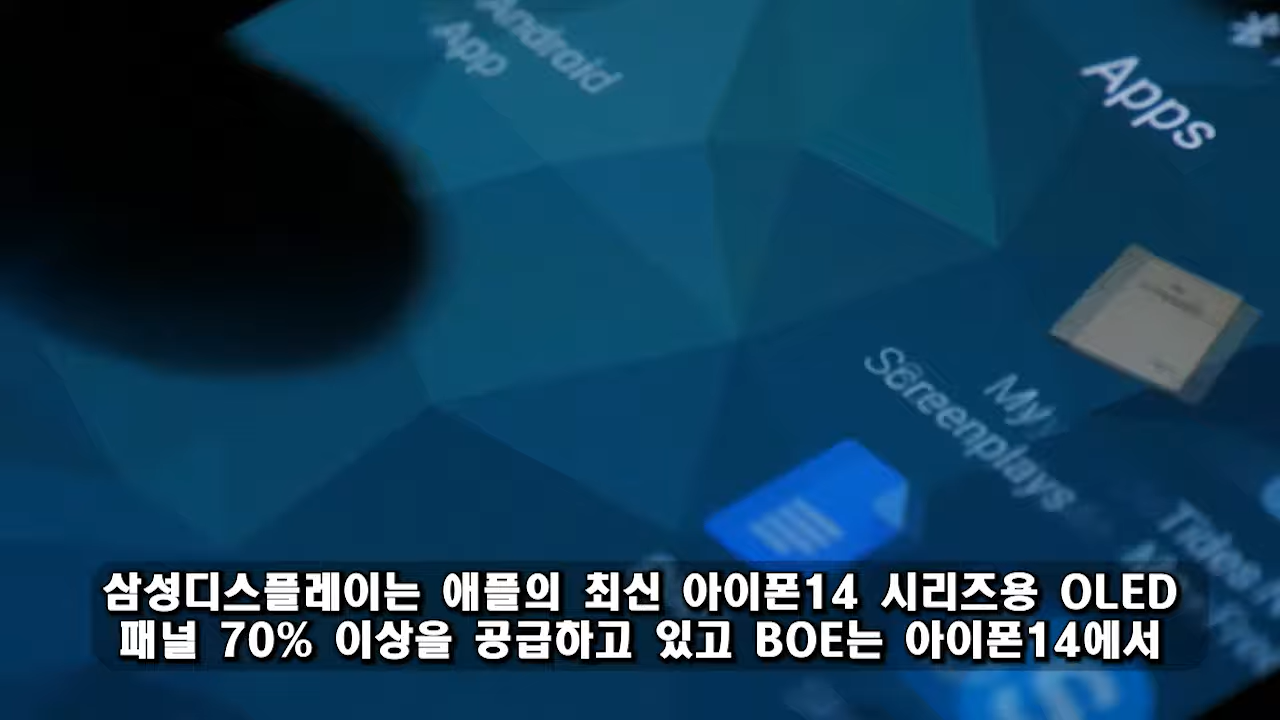 Android
App
Apps
My
Screenplays
삼성디스플레이는 애플의 최신 아이폰14 시리즈용 OLED
패널 70% 이상을 공급하고 있고 BOE는 아이폰14에서